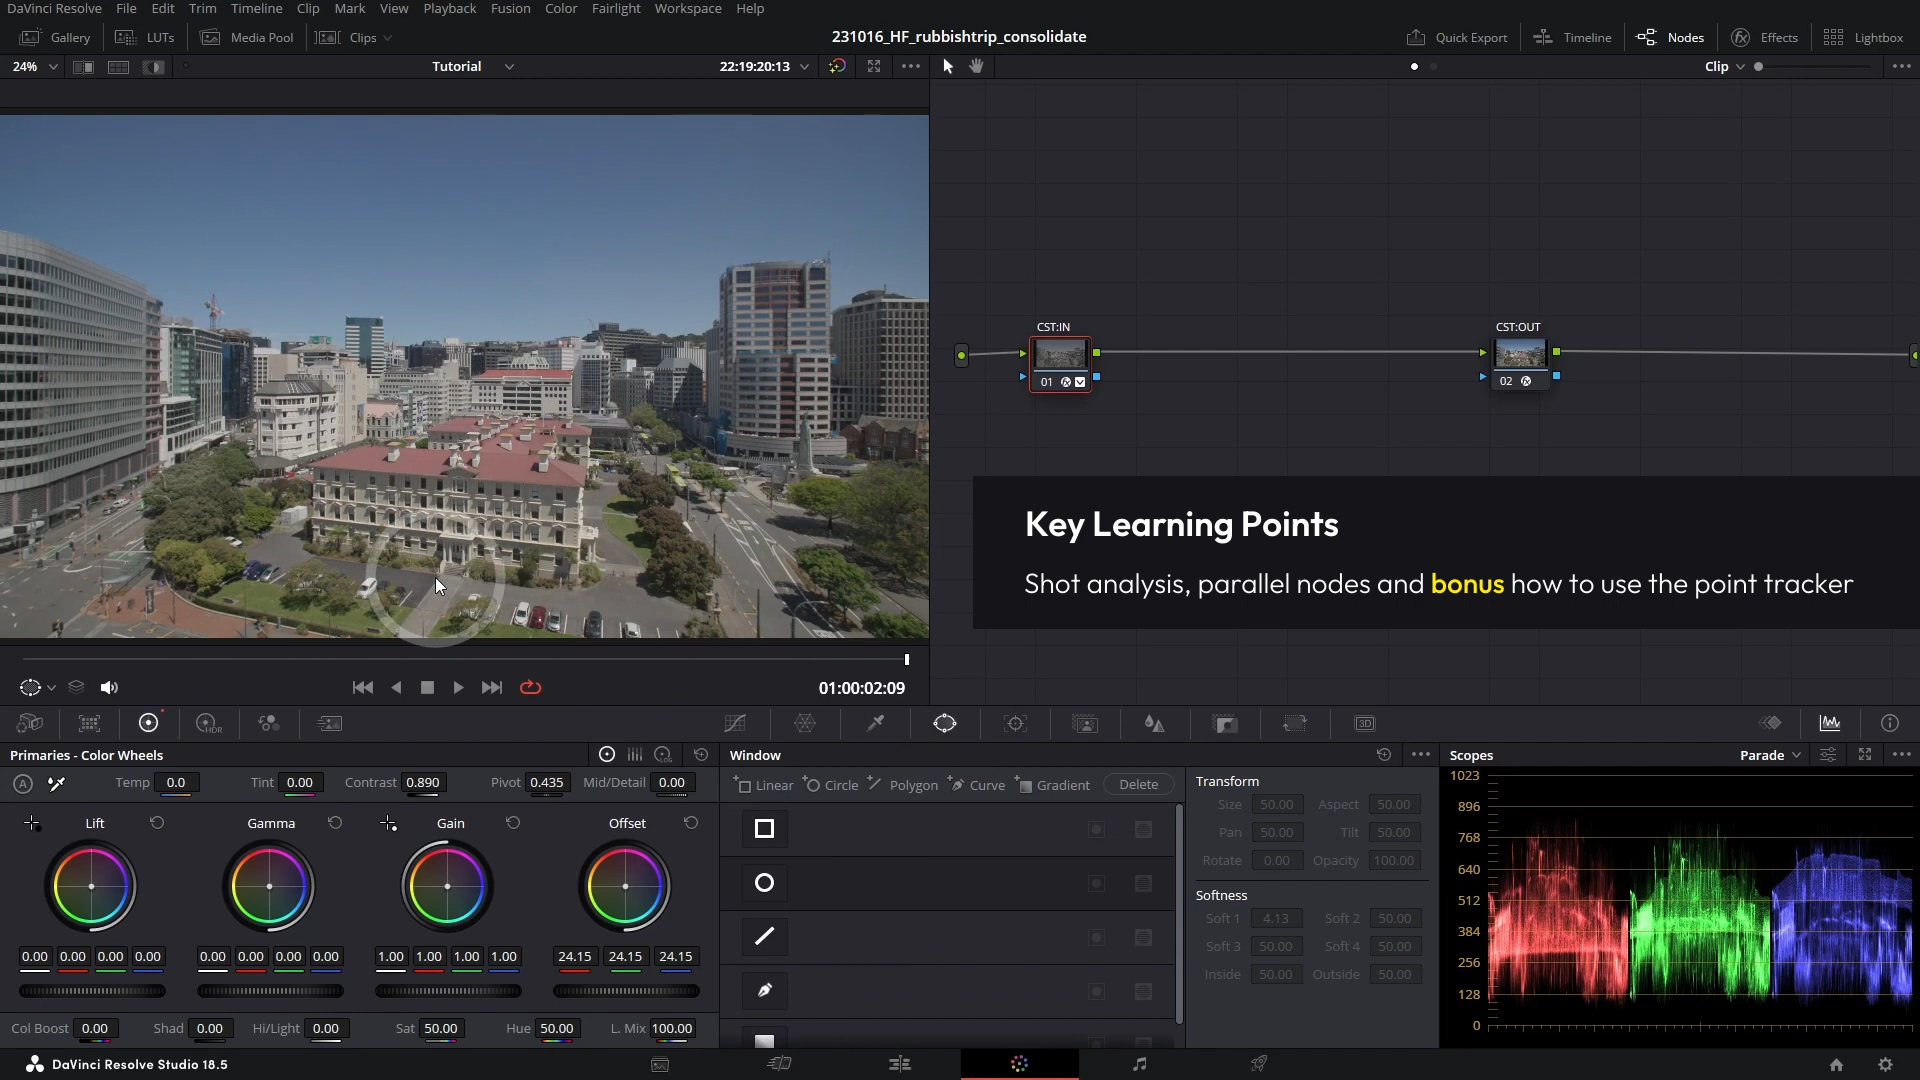 DaVinci Resolve File Edit Trim Timeline Clip Mark View Playback Fusion Color Fairlight Workspace Help
Gallery LUTs Media Pool Clips 231016_HF_rubbishtrip_consolidate Quick Export Timeline Nodes Effects Lightbox
24% Tutorial 22:19:20:13 Clip
CST:IN CST:OUT
01 02
Key Learning Points
Shot analysis, parallel nodes and bonus how to use the point tracker
01:00:02:09
HDR 3D
Primaries - Color Wheels Window Scopes Parade
LOG
A Temp 0.0 Tint 0.00 Contrast 0.890 Pivot 0.435 Mid/Detail 0.00
Linear Circle Polygon Curve Gradient Delete
Lift Gamma Gain Offset
0.00 0.00 0.00 0.00 0.00 0.00 0.00 0.00 1.00 1.00 1.00 1.00 24.15 24.15 24.15
Col Boost 0.00 Shad 0.00 Hi/Light 0.00 Sat 50.00 Hue 50.00 L. Mix 100.00
Transform
Size 50.00 Aspect 50.00
Pan 50.00 Tilt 50.00
Rotate 0.00 Opacity 100.00
Softness
Soft 1 4.13 Soft 2 50.00
Soft 3 50.00 Soft 4 50.00
Inside 50.00 Outside 50.00
1023
896
768
640
512
384
256
128
0
DaVinci Resolve Studio 18.5